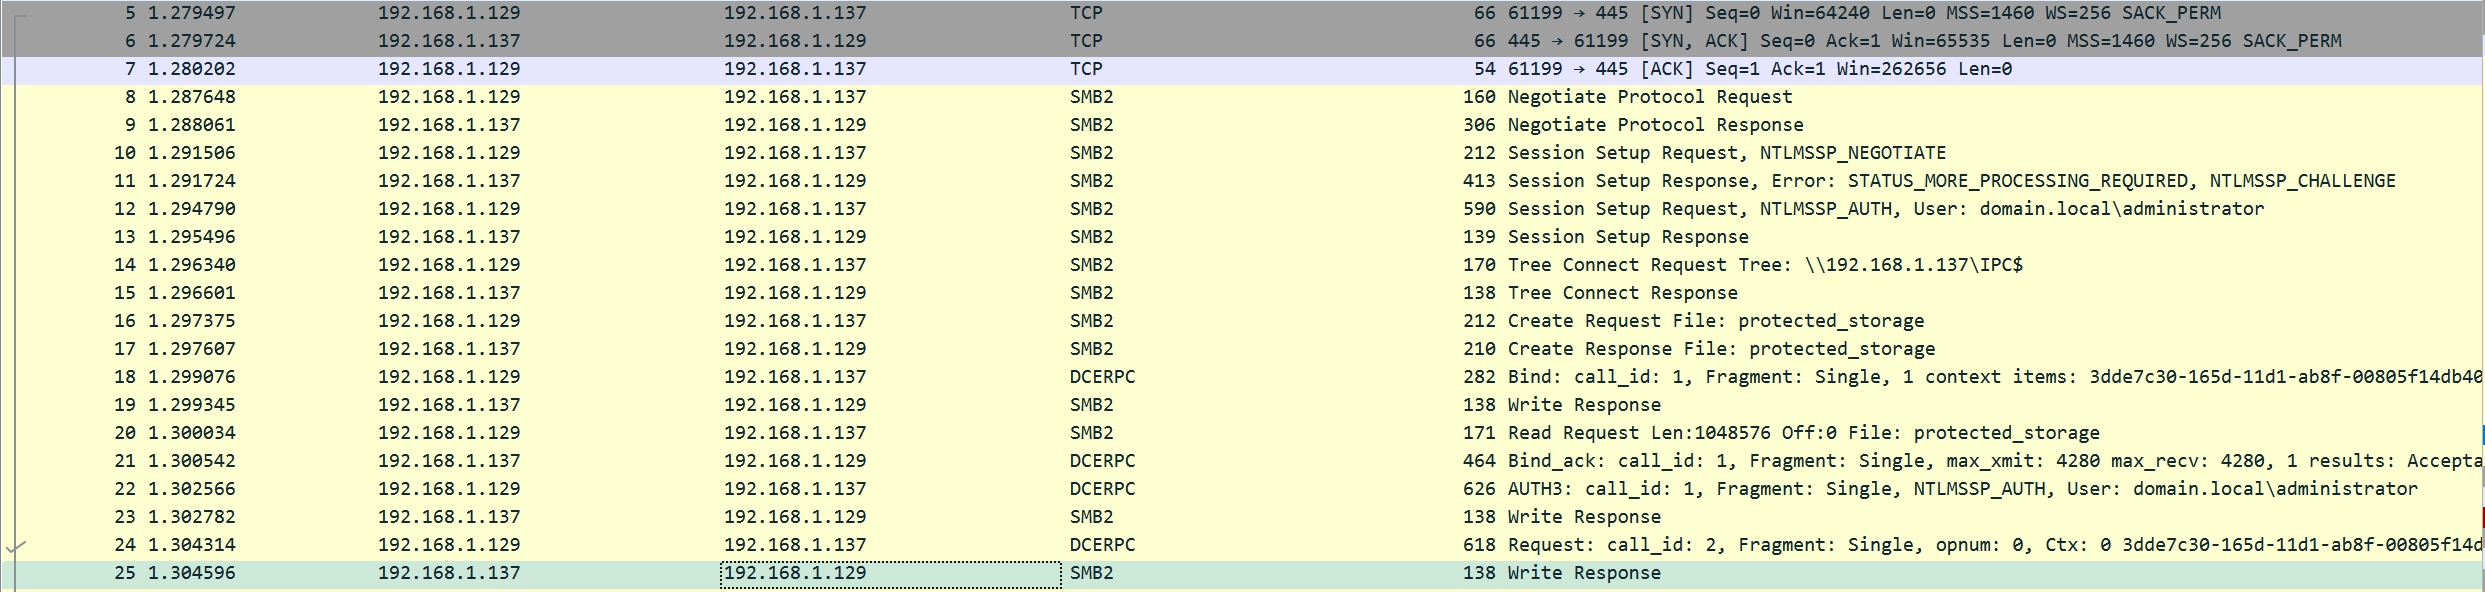 5 1.279497 192.168.1.129 192.168.1.137 TCP 66 61199 → 445 [SYN] Seq=0 Win=64240 Len=0 MSS=1460 WS=256 SACK_PERM
6 1.279724 192.168.1.137 192.168.1.129 TCP 66 445 → 61199 [SYN, ACK] Seq=0 Ack=1 Win=65535 Len=0 MSS=1460 WS=256 SACK_PERM
7 1.280202 192.168.1.129 192.168.1.137 TCP 54 61199 → 445 [ACK] Seq=1 Ack=1 Win=262656 Len=0
8 1.287648 192.168.1.129 192.168.1.137 SMB2 160 Negotiate Protocol Request
9 1.288061 192.168.1.137 192.168.1.129 SMB2 306 Negotiate Protocol Response
10 1.291506 192.168.1.129 192.168.1.137 SMB2 212 Session Setup Request, NTLMSSP_NEGOTIATE
11 1.291724 192.168.1.137 192.168.1.129 SMB2 413 Session Setup Response, Error: STATUS_MORE_PROCESSING_REQUIRED, NTLMSSP_CHALLENGE
12 1.294790 192.168.1.129 192.168.1.137 SMB2 590 Session Setup Request, NTLMSSP_AUTH, User: domain.local\administrator
13 1.295496 192.168.1.137 192.168.1.129 SMB2 139 Session Setup Response
14 1.296340 192.168.1.129 192.168.1.137 SMB2 170 Tree Connect Request Tree: \\192.168.1.137\IPC$
15 1.296601 192.168.1.137 192.168.1.129 SMB2 138 Tree Connect Response
16 1.297375 192.168.1.129 192.168.1.137 SMB2 212 Create Request File: protected_storage
17 1.297607 192.168.1.137 192.168.1.129 SMB2 210 Create Response File: protected_storage
18 1.299076 192.168.1.129 192.168.1.137 DCERPC 282 Bind: call_id: 1, Fragment: Single, 1 context items: 3dde7c30-165d-11d1-ab8f-00805f14db40
19 1.299345 192.168.1.137 192.168.1.129 SMB2 138 Write Response
20 1.300034 192.168.1.129 192.168.1.137 SMB2 171 Read Request Len:1048576 Off:0 File: protected_storage
21 1.300542 192.168.1.137 192.168.1.129 DCERPC 464 Bind_ack: call_id: 1, Fragment: Single, max_xmit: 4280 max_recv: 4280, 1 results: Accepta
22 1.302566 192.168.1.129 192.168.1.137 DCERPC 626 AUTH3: call_id: 1, Fragment: Single, NTLMSSP_AUTH, User: domain.local\administrator
23 1.302782 192.168.1.137 192.168.1.129 SMB2 138 Write Response
24 1.304314 192.168.1.129 192.168.1.137 DCERPC 618 Request: call_id: 2, Fragment: Single, opnum: 0, Ctx: 0 3dde7c30-165d-11d1-ab8f-00805f14d
25 1.304596 192.168.1.137 192.168.1.129 SMB2 138 Write Response